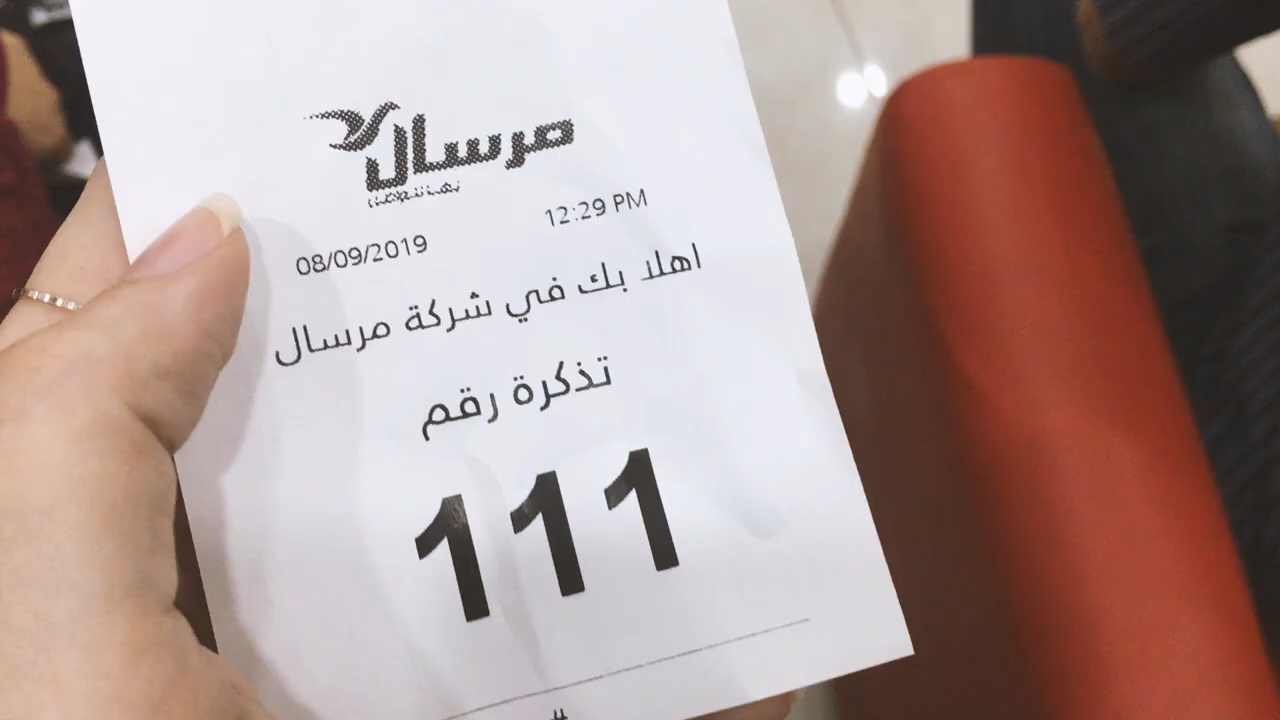 مرسال
08/09/2019 12:29 PM
اهلا بك في شركة مرسال
تذكرة رقم
111
#